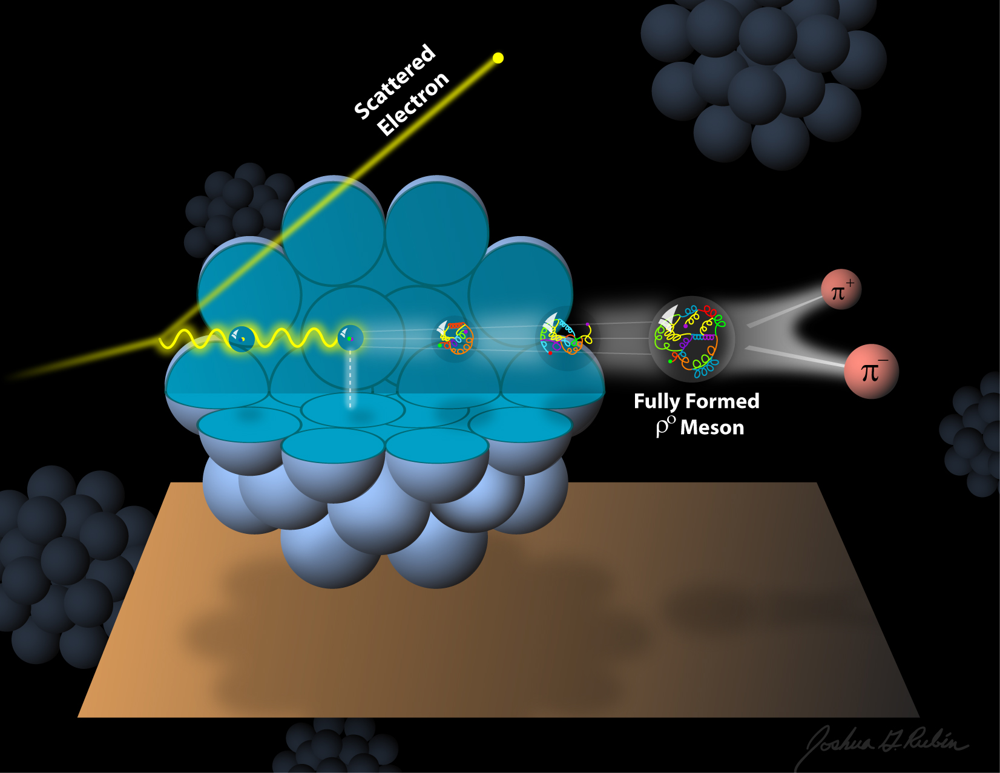 Scattered
Electron
π⁺
π⁻
Fully Formed
ρ⁰ Meson
Joshua G. Rubin